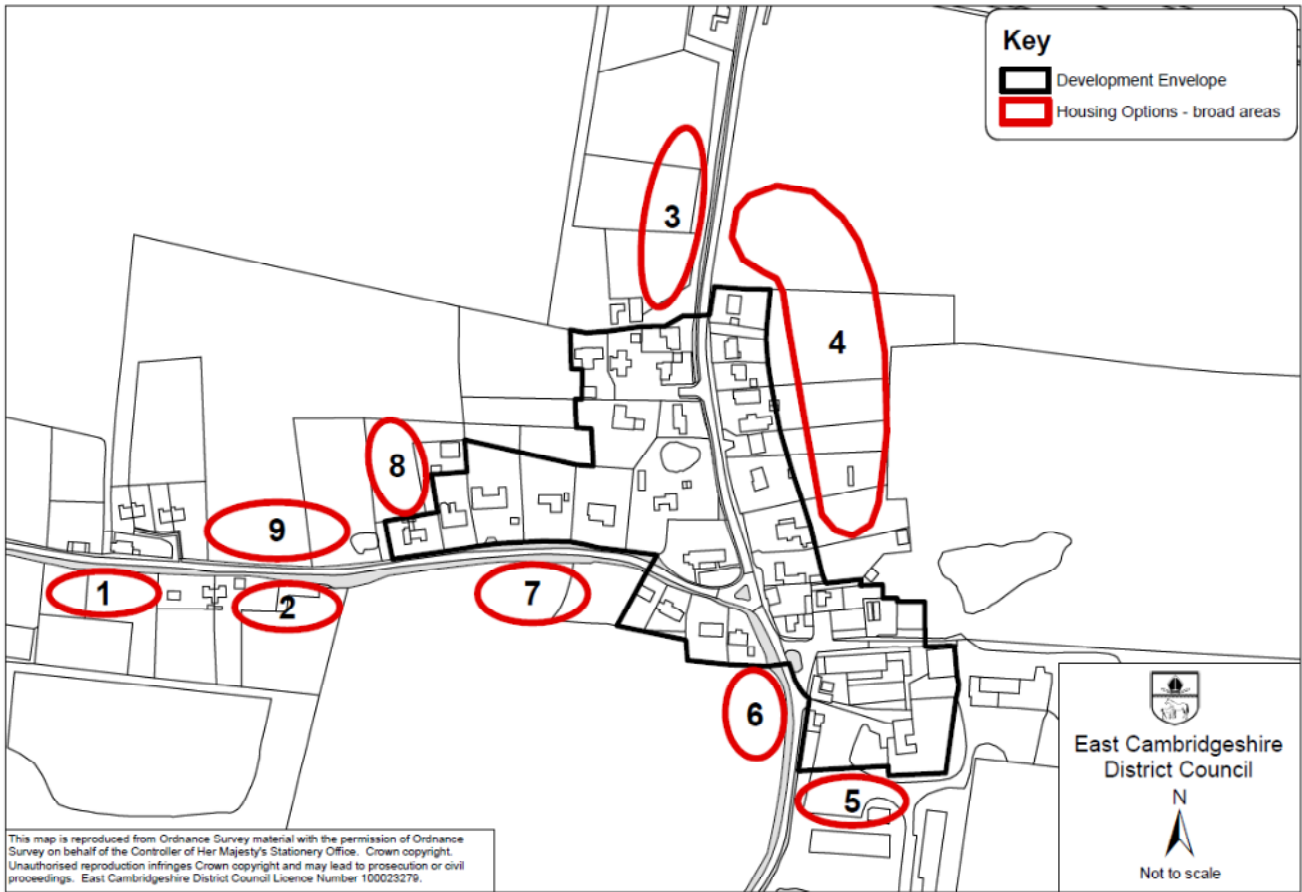 Key
Development Envelope
Housing Options - broad areas
3
4
8
9
1
2
7
6
5
East Cambridgeshire
District Council
N
Not to scale
This map is reproduced from Ordnance Survey material with the permission of Ordnance
Survey on behalf of the Controller of Her Majesty's Stationery Office. Crown copyright.
Unauthorised reproduction infringes Crown copyright and may lead to prosecution or civil
proceedings. East Cambridgeshire District Council Licence Number 100023279.